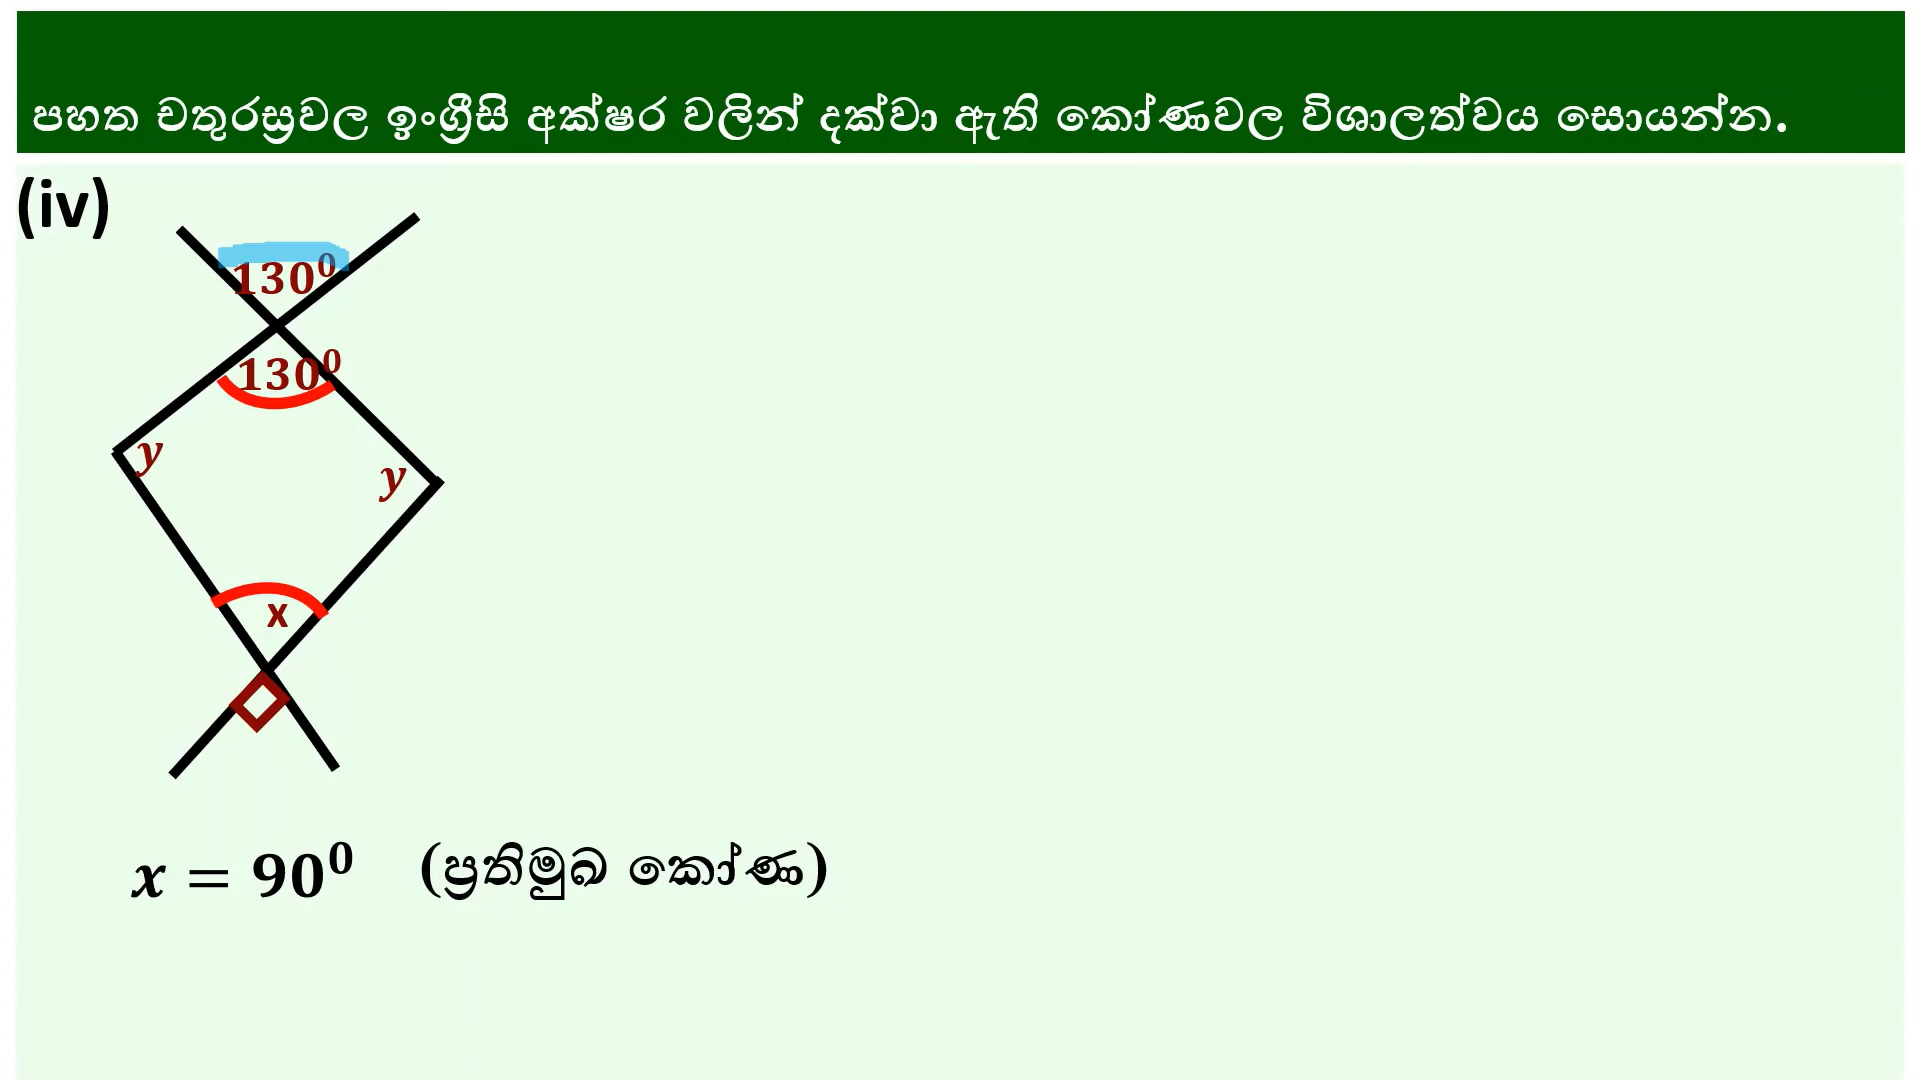 පහත චතුරස්‍රවල ඉංග්‍රීසි අක්ෂර වලින් දක්වා ඇති කෝණවල විශාලත්වය සොයන්න.
(iv)
130⁰
130⁰
y
y
x
x = 90⁰ (ප්‍රතිමුඛ කෝණ)